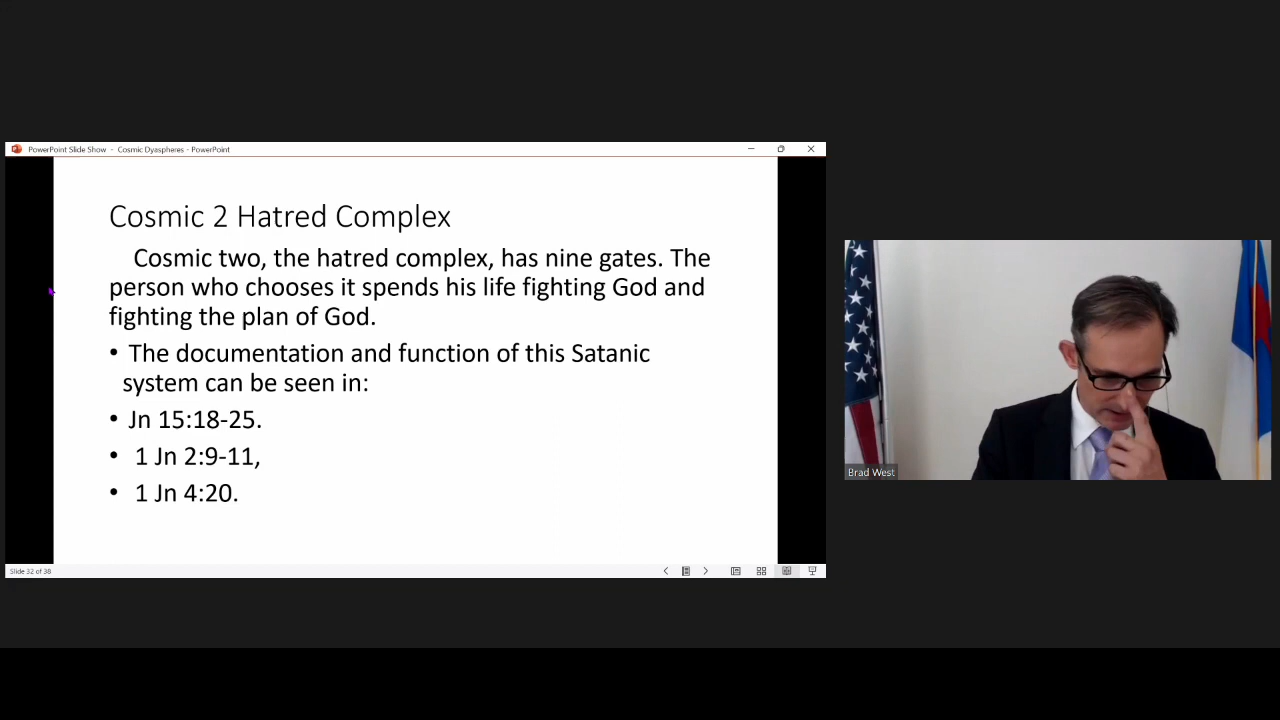 PowerPoint Slide Show - Cosmic Dyaspheres - PowerPoint
Cosmic 2 Hatred Complex
Cosmic two, the hatred complex, has nine gates. The
person who chooses it spends his life fighting God and
fighting the plan of God.
• The documentation and function of this Satanic
system can be seen in:
• Jn 15:18-25.
• 1 Jn 2:9-11,
• 1 Jn 4:20.
Slide 32 of 38
Brad West